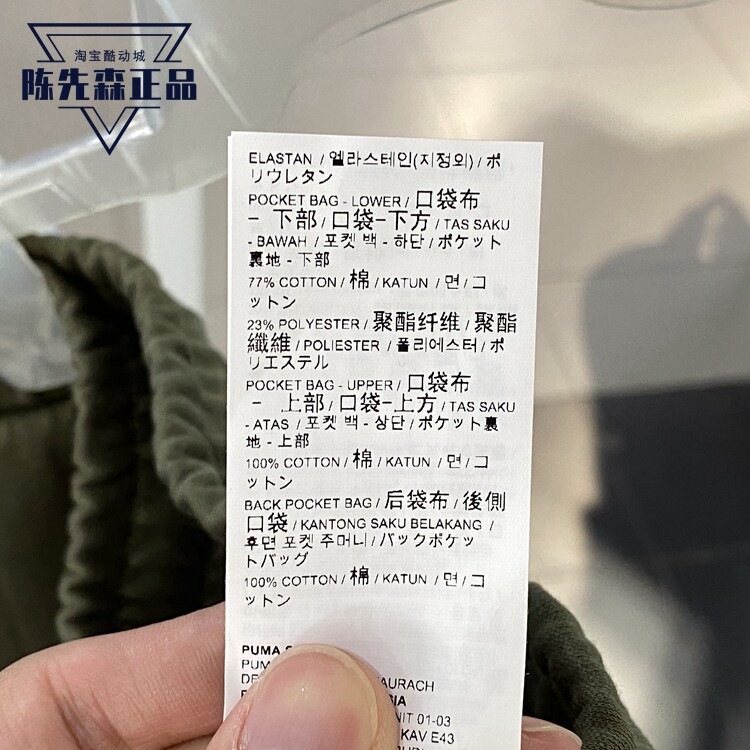 淘宝酷动城
陈先森正品
ELASTAN / 엘라스테인(지정외) / ポ
リウレタン
POCKET BAG - LOWER / 口袋布
- 下部 / 口袋-下方 / TAS SAKU
- BAWAH / 포켓 백 - 하단 / ポケット
裏地 - 下部
77% COTTON / 棉 / KATUN / 면 / コ
ットン
23% POLYESTER / 聚酯纤维 / 聚酯
纖維 / POLIESTER / 폴리에스터 / ポ
リエステル
POCKET BAG - UPPER / 口袋布
- 上部 / 口袋-上方 / TAS SAKU
- ATAS / 포켓 백 - 상단 / ポケット裏
地 - 上部
100% COTTON / 棉 / KATUN / 면 / コ
ットン
BACK POCKET BAG / 后袋布 / 後側
口袋 / KANTONG SAKU BELAKANG /
후면 포켓 주머니 / バックポケッ
トバッグ
100% COTTON / 棉 / KATUN / 면 / コ
ットン
PUMA
PUM
DE AURACH
SIA
NIT 01-03
KAV E43